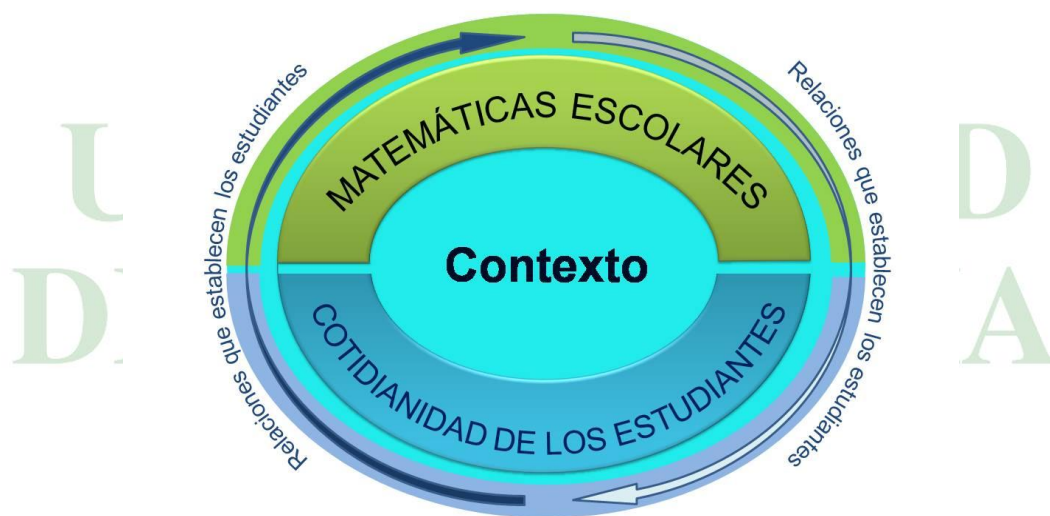 Relaciones que establecen los estudiantes
Relaciones que establecen los estudiantes
MATEMÁTICAS ESCOLARES
Contexto
COTIDIANIDAD DE LOS ESTUDIANTES